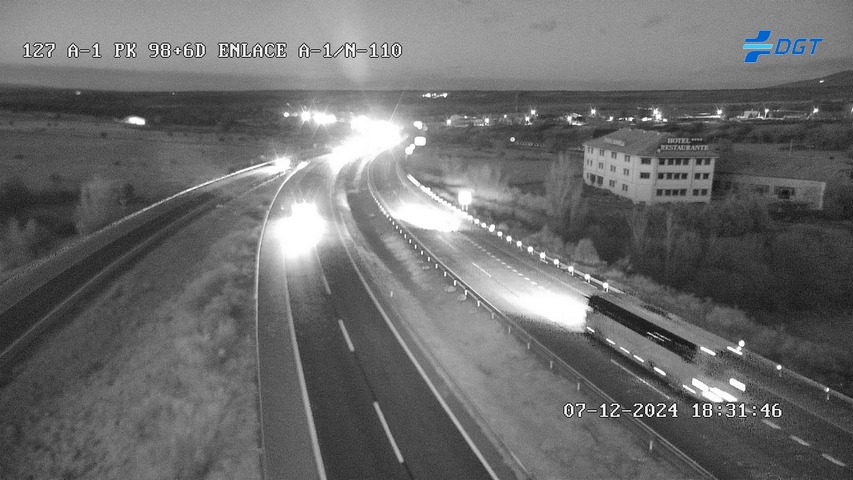 127 A-1 PK 98+6D ENLACE A-1/N-110
DGT
HOTEL
RESTAURANTE
07-12-2024 18:31:46